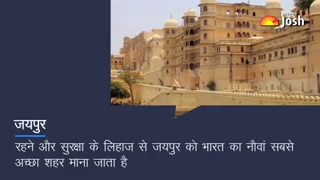 Josh
जयपुर
रहने और सुरक्षा के लिहाज से जयपुर को भारत का नौवां सबसे
अच्छा शहर माना जाता है